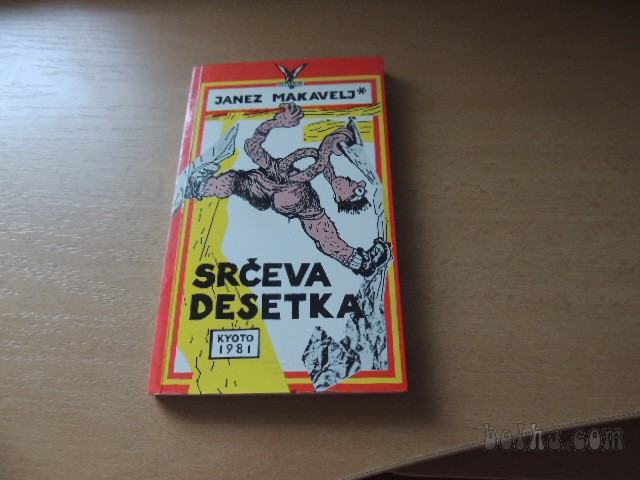 JANEZ MAKAVELJ*
SRČEVA
DESETKA
KYOTO
1981
bolha.com